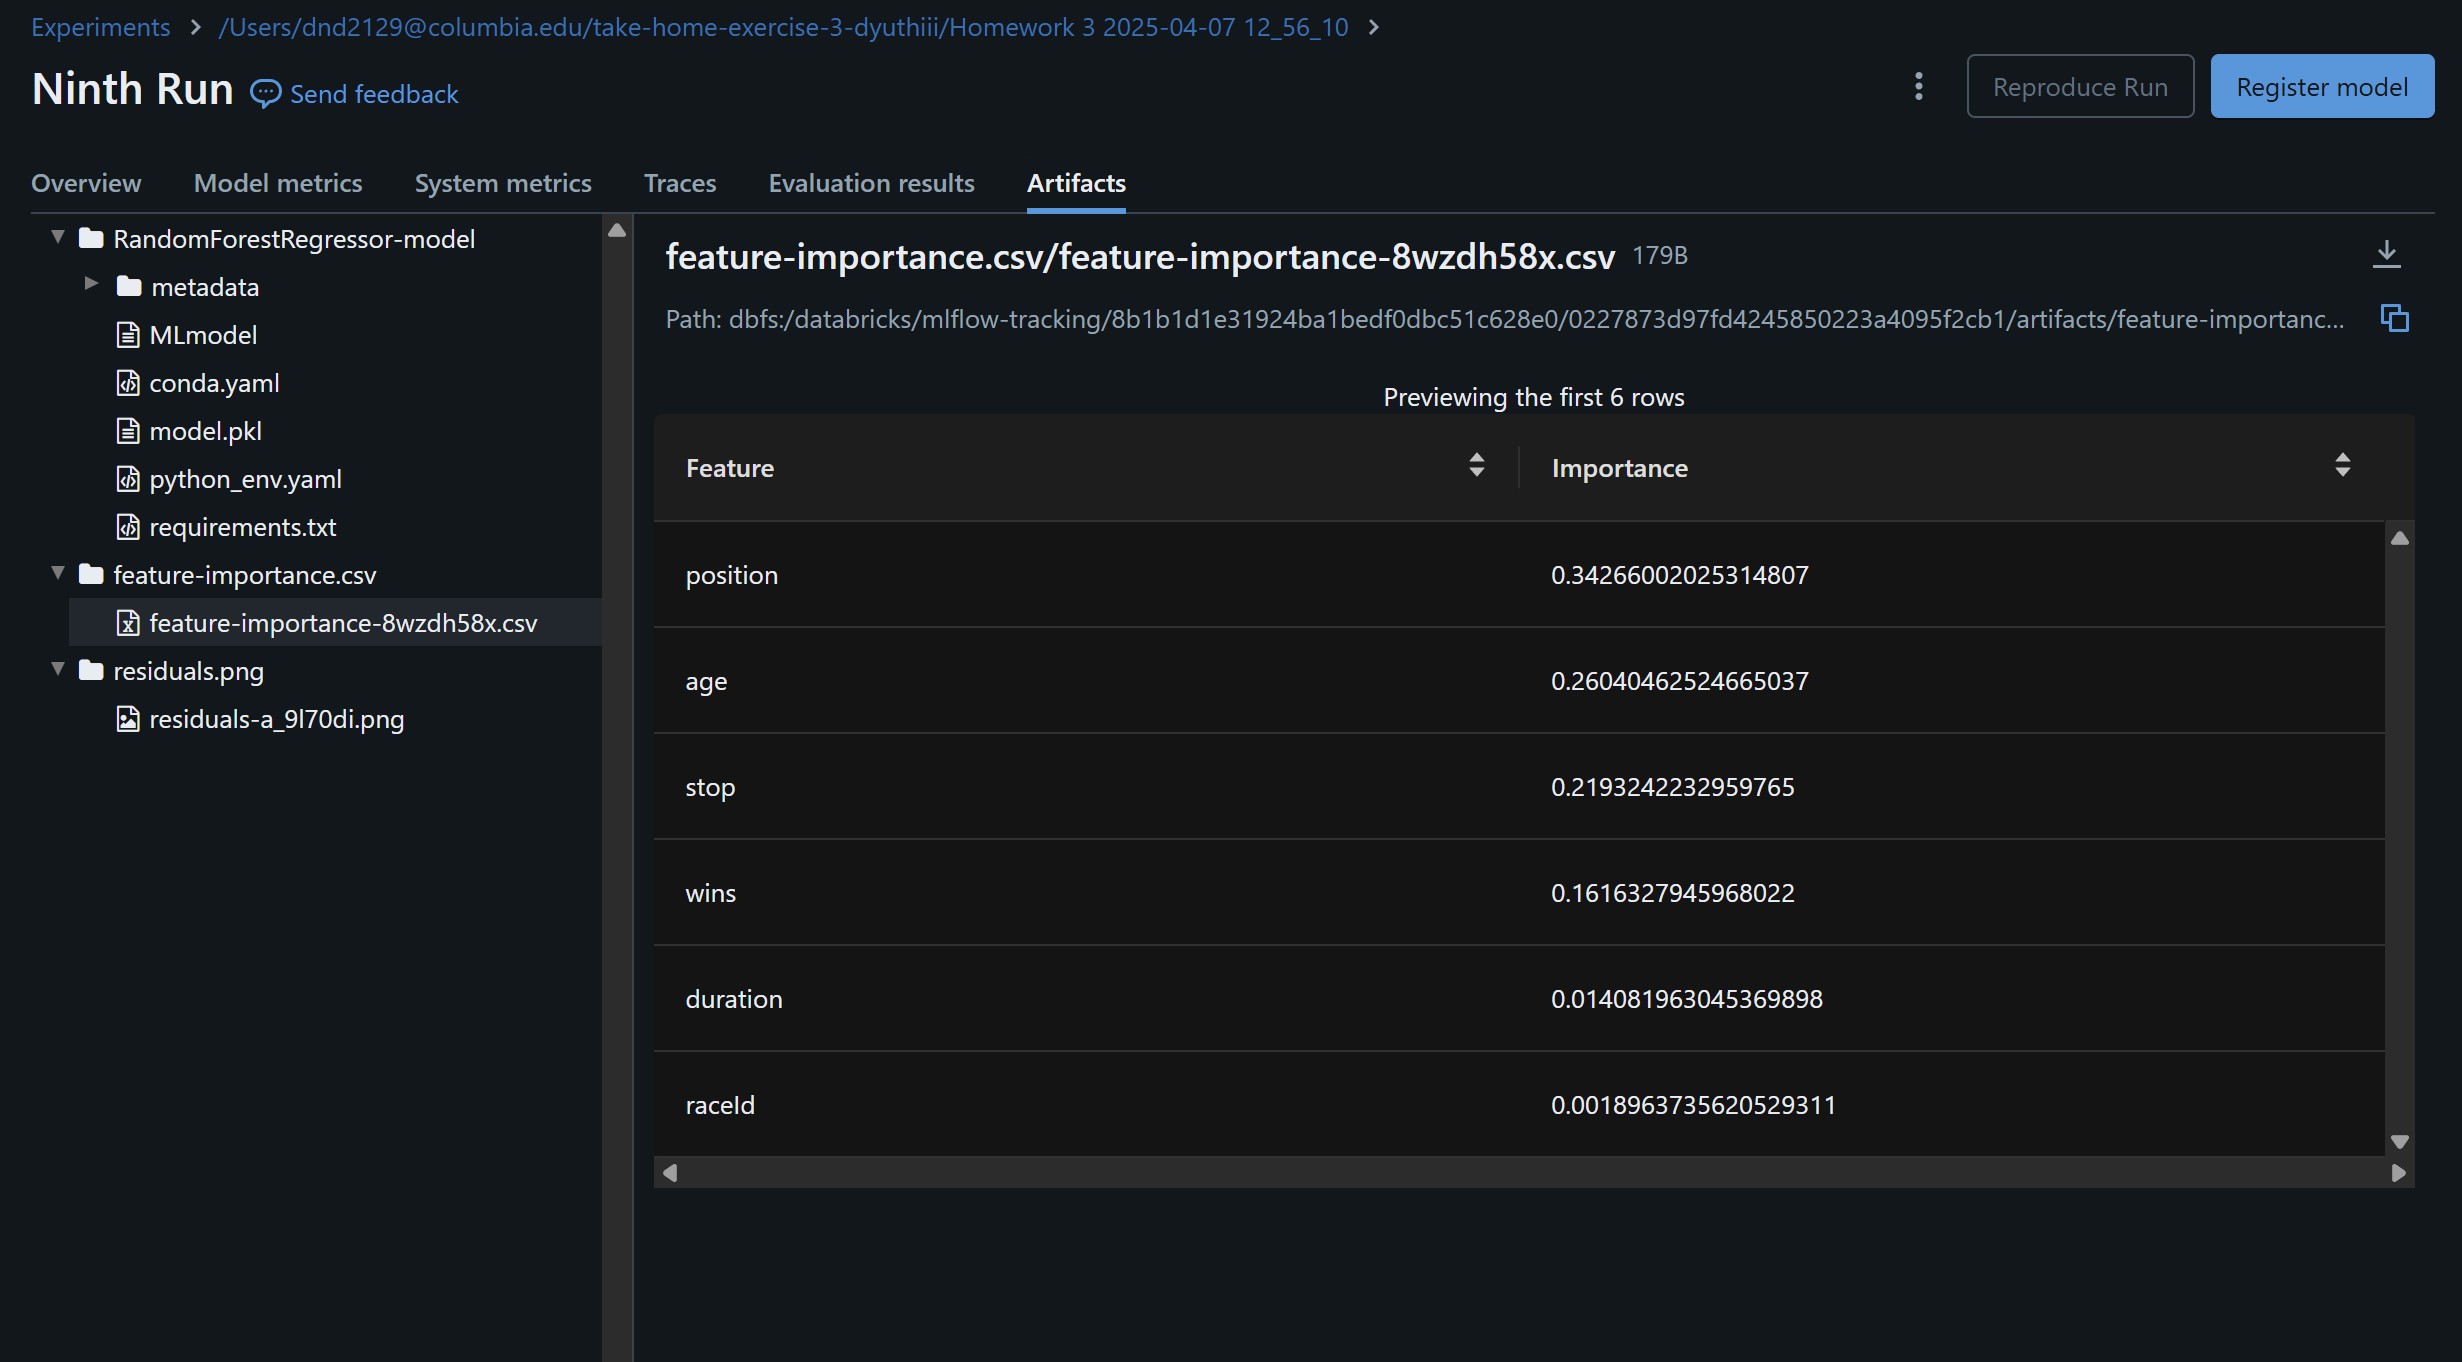 Experiments > /Users/dnd2129@columbia.edu/take-home-exercise-3-dyuthiii/Homework 3 2025-04-07 12_56_10 >
Ninth Run Send feedback
Reproduce Run
Register model
Overview Model metrics System metrics Traces Evaluation results Artifacts
RandomForestRegressor-model
metadata
MLmodel
conda.yaml
model.pkl
python_env.yaml
requirements.txt
feature-importance.csv
feature-importance-8wzdh58x.csv
residuals.png
residuals-a_9l70di.png
feature-importance.csv/feature-importance-8wzdh58x.csv 179B
Path: dbfs:/databricks/mlflow-tracking/8b1b1d1e31924ba1bedf0dbc51c628e0/0227873d97fd4245850223a4095f2cb1/artifacts/feature-importanc...
Previewing the first 6 rows
Feature Importance
position 0.34266002025314807
age 0.26040462524665037
stop 0.2193242232959765
wins 0.1616327945968022
duration 0.014081963045369898
raceId 0.0018963735620529311